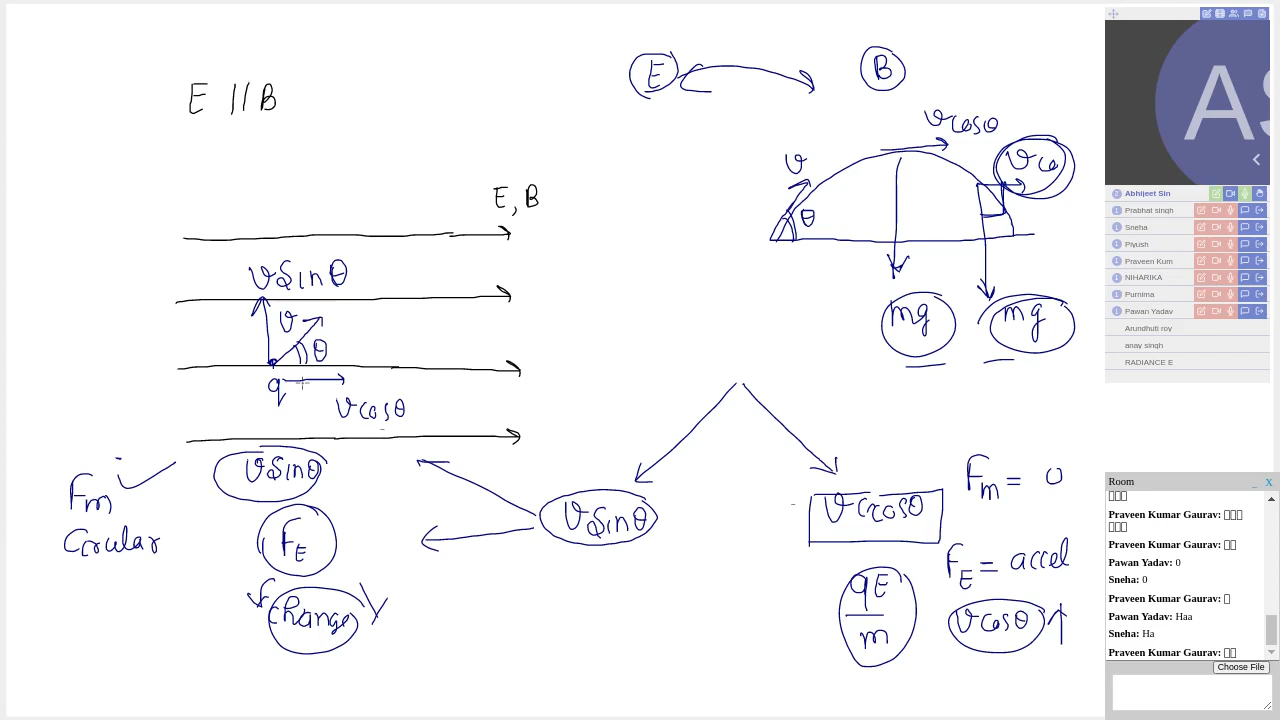 E || B
E
B
v cosθ
v
θ
v co
mg
mg
E, B
v sinθ
v
θ
q
v cosθ
v sinθ
Fm
Circular
FE
change
v sinθ
v cosθ
Fm = 0
FE = accel
qE
m
v cosθ ↑
AS
Abhijeet Sin
Prabhat singh
Sneha
Piyush
Praveen Kum
NIHARIKA
Purnima
Pawan Yadav
Arundhuti roy
anay singh
RADIANCE E
Room
_ X
Praveen Kumar Gaurav:
Praveen Kumar Gaurav:
Pawan Yadav: 0
Sneha: 0
Praveen Kumar Gaurav:
Pawan Yadav: Haa
Sneha: Ha
Praveen Kumar Gaurav:
Choose File